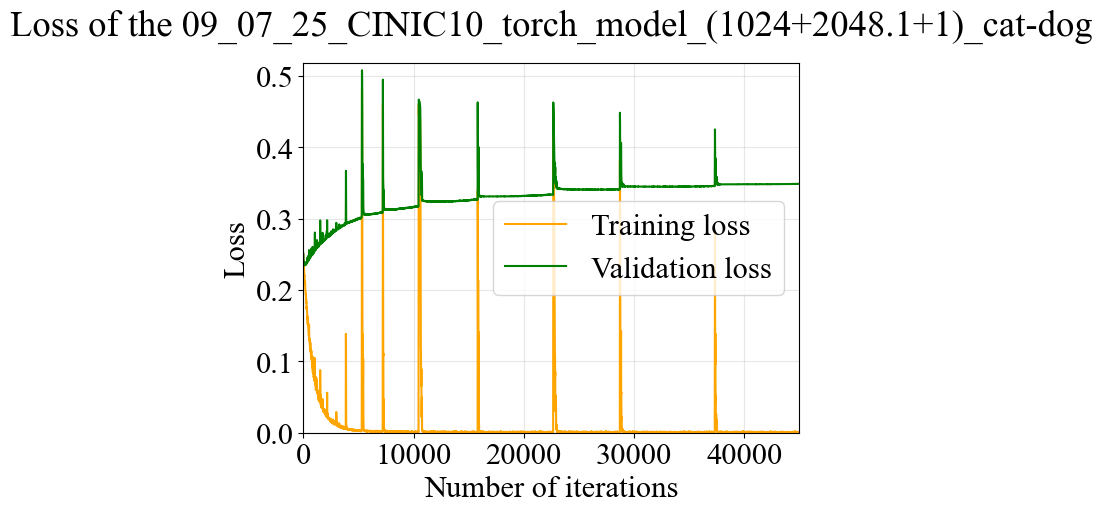 Loss of the 09_07_25_CINIC10_torch_model_(1024+2048.1+1)_cat-dog
0.5
0.4
0.3
0.2
0.1
0.0
Loss
Training loss
Validation loss
0 10000 20000 30000 40000
Number of iterations